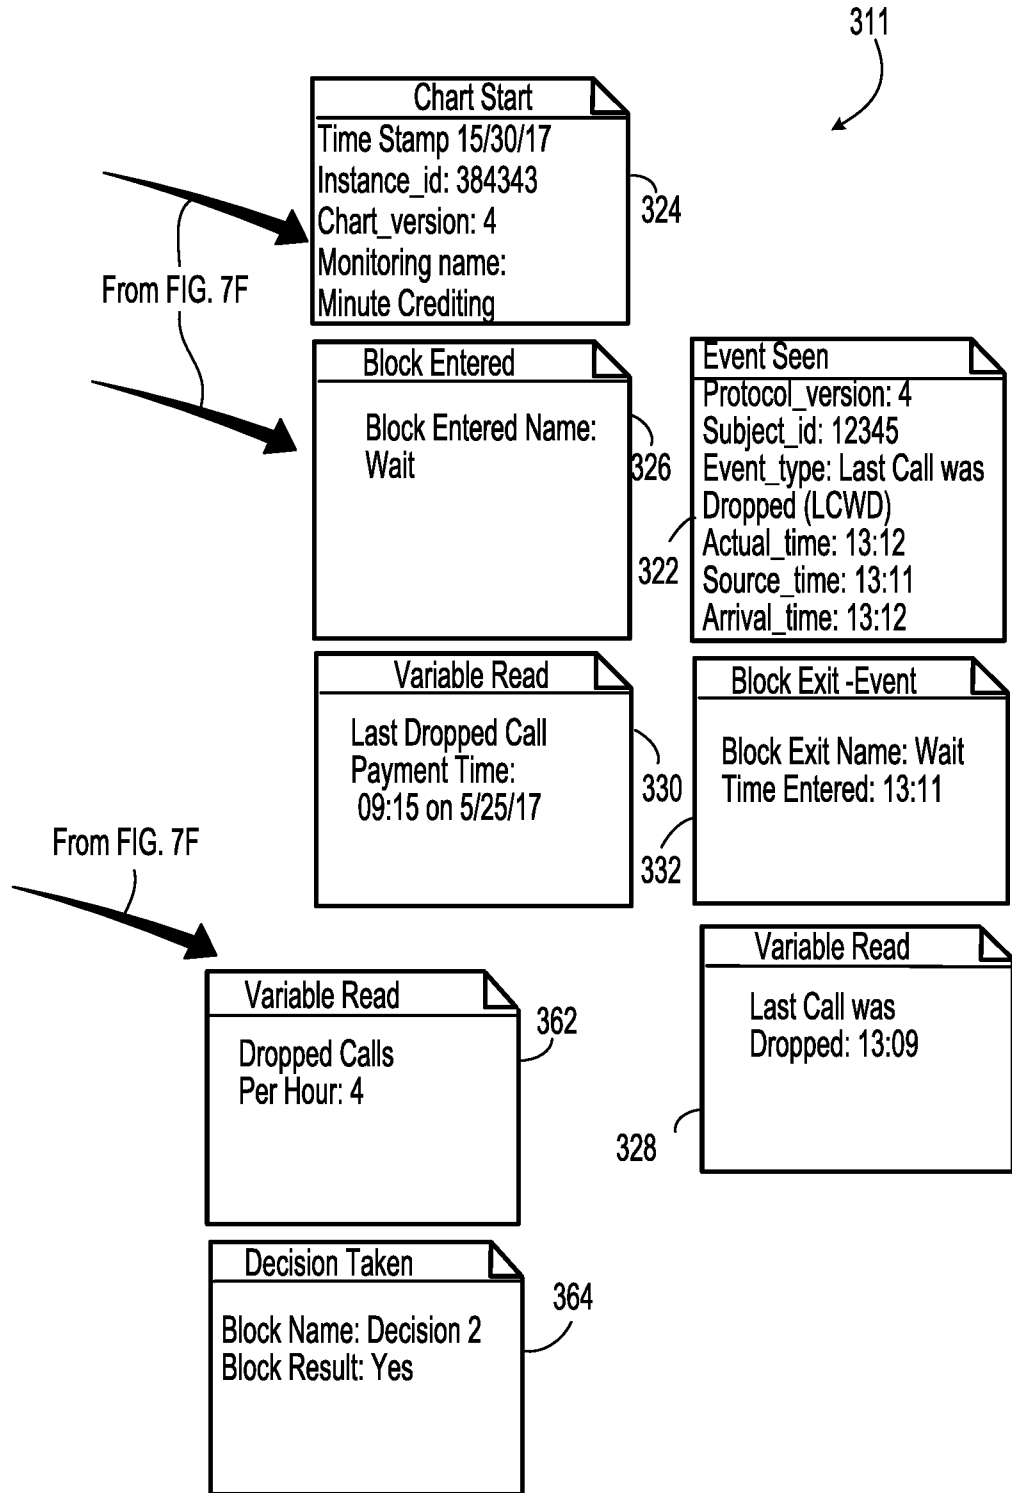 311
Chart Start
Time Stamp 15/30/17
Instance_id: 384343
Chart_version: 4
Monitoring name:
Minute Crediting
324
From FIG. 7F
Block Entered
Block Entered Name:
Wait
326
Event Seen
Protocol_version: 4
Subject_id: 12345
Event_type: Last Call was
Dropped (LCWD)
Actual_time: 13:12
Source_time: 13:11
Arrival_time: 13:12
322
Variable Read
Last Dropped Call
Payment Time:
09:15 on 5/25/17
330
Block Exit -Event
Block Exit Name: Wait
Time Entered: 13:11
332
From FIG. 7F
Variable Read
Dropped Calls
Per Hour: 4
362
Variable Read
Last Call was
Dropped: 13:09
328
Decision Taken
Block Name: Decision 2
Block Result: Yes
364